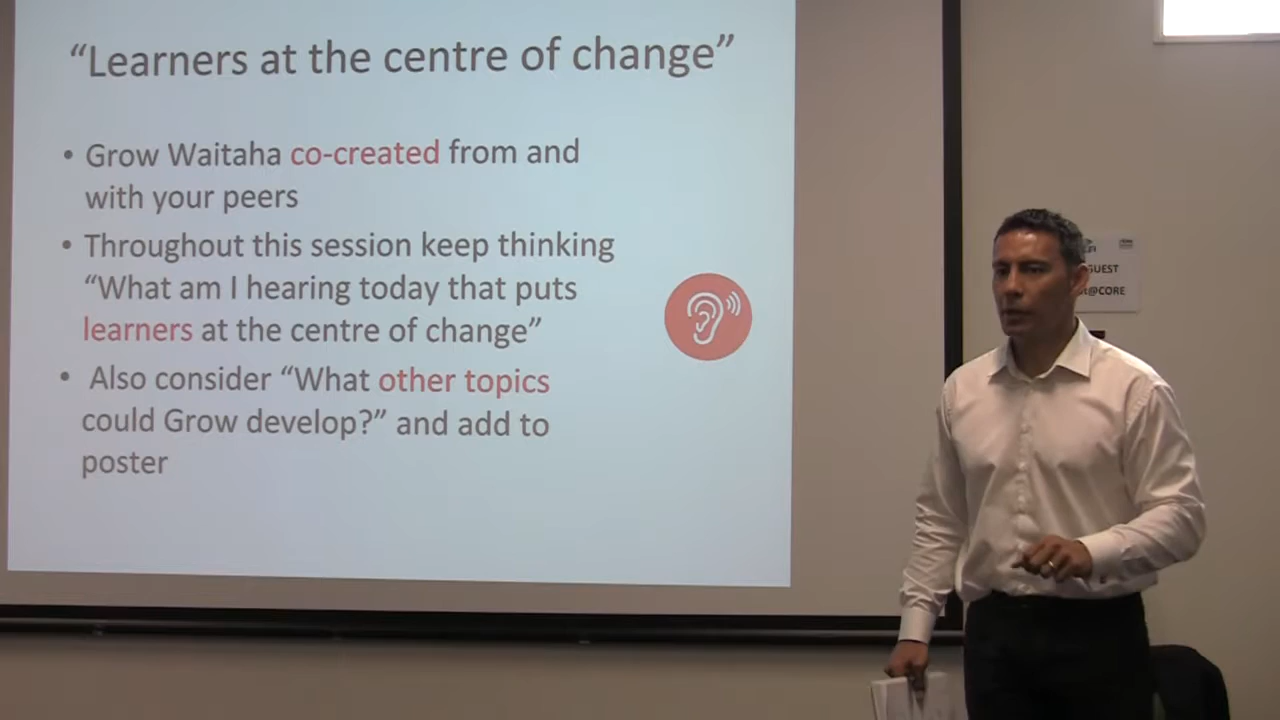 “Learners at the centre of change”
• Grow Waitaha co-created from and
with your peers
• Throughout this session keep thinking
“What am I hearing today that puts
learners at the centre of change”
• Also consider “What other topics
could Grow develop?” and add to
poster
GUEST
@CORE